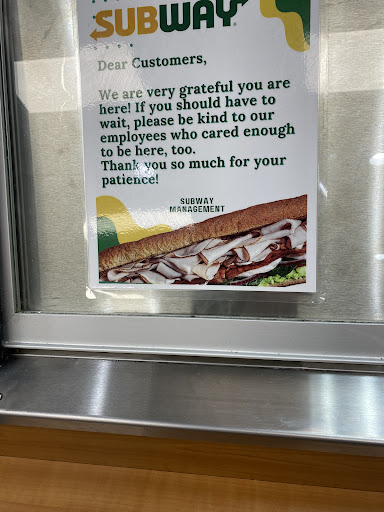 SUBWAY
Dear Customers,
We are very grateful you are
here! If you should have to
wait, please be kind to our
employees who cared enough
to be here, too.
Thank you so much for your
patience!
SUBWAY
MANAGEMENT